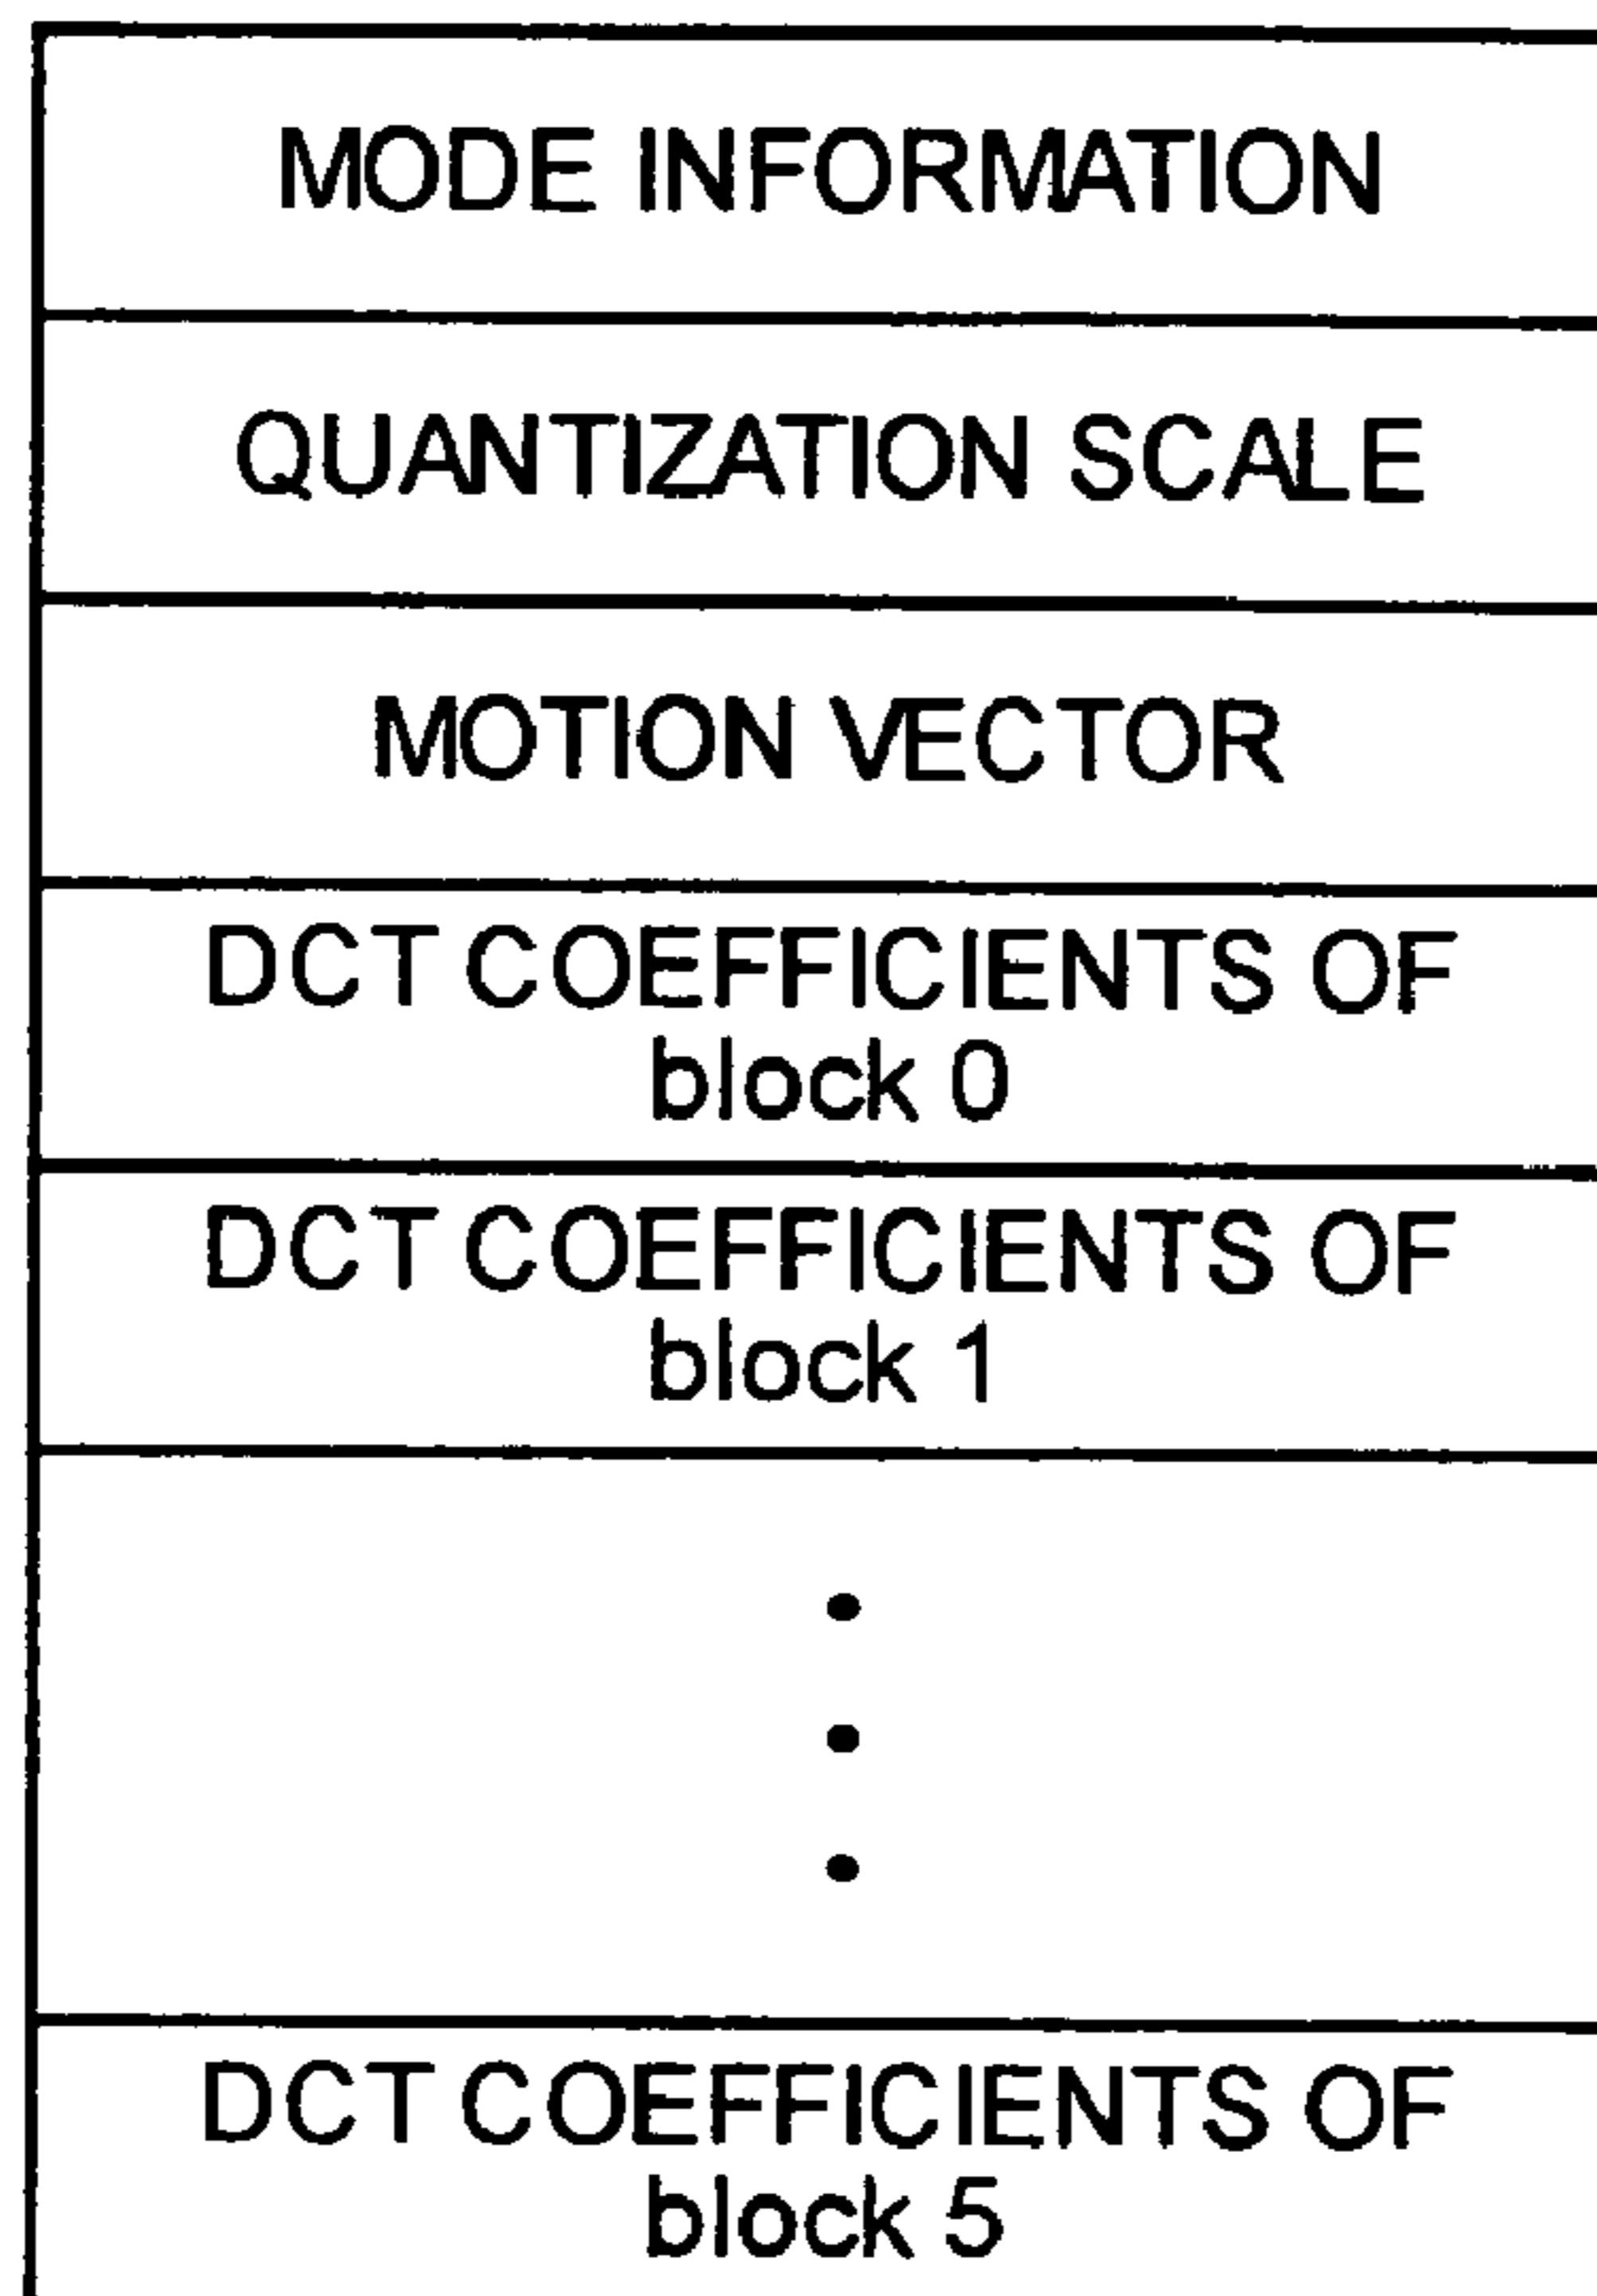 MODE INFORMATION
QUANTIZATION SCALE
MOTION VECTOR
DCT COEFFICIENTS OF
block 0
DCT COEFFICIENTS OF
block 1
DCT COEFFICIENTS OF
block 5